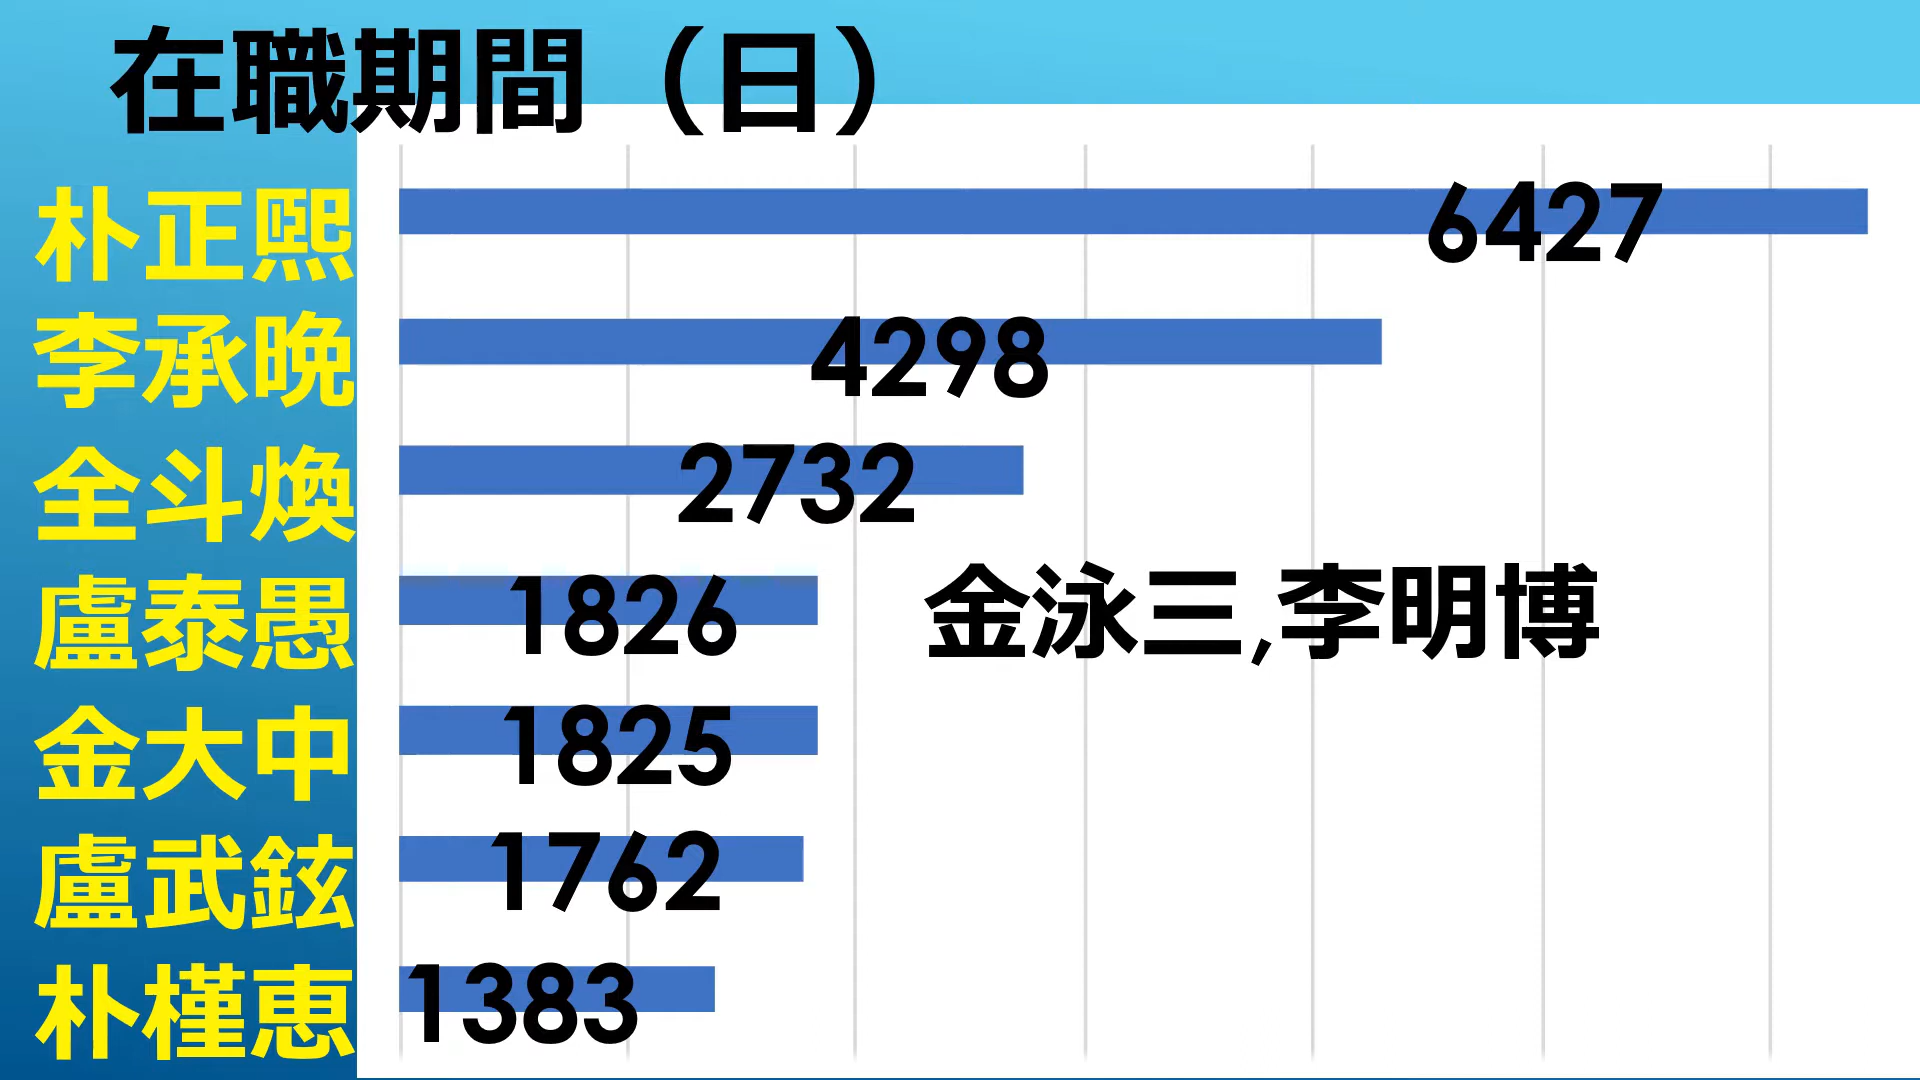 在職期間（日）
朴正熙 6427
李承晩 4298
全斗煥 2732
盧泰愚 1826 金泳三,李明博
金大中 1825
盧武鉉 1762
朴槿恵 1383